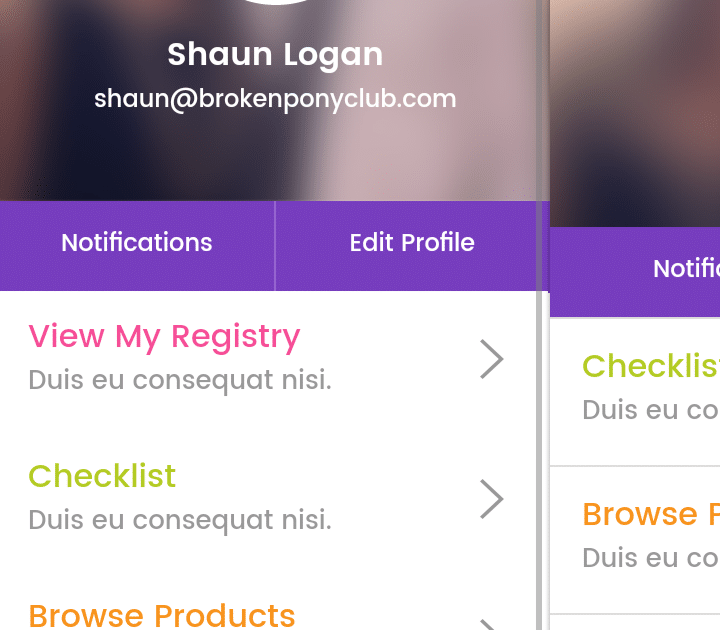 Shaun Logan
shaun@brokenponyclub.com
Notifications
Edit Profile
View My Registry
Duis eu consequat nisi.
Checklist
Duis eu consequat nisi.
Browse Products
Notific
Checklist
Duis eu co
Browse P
Duis eu co